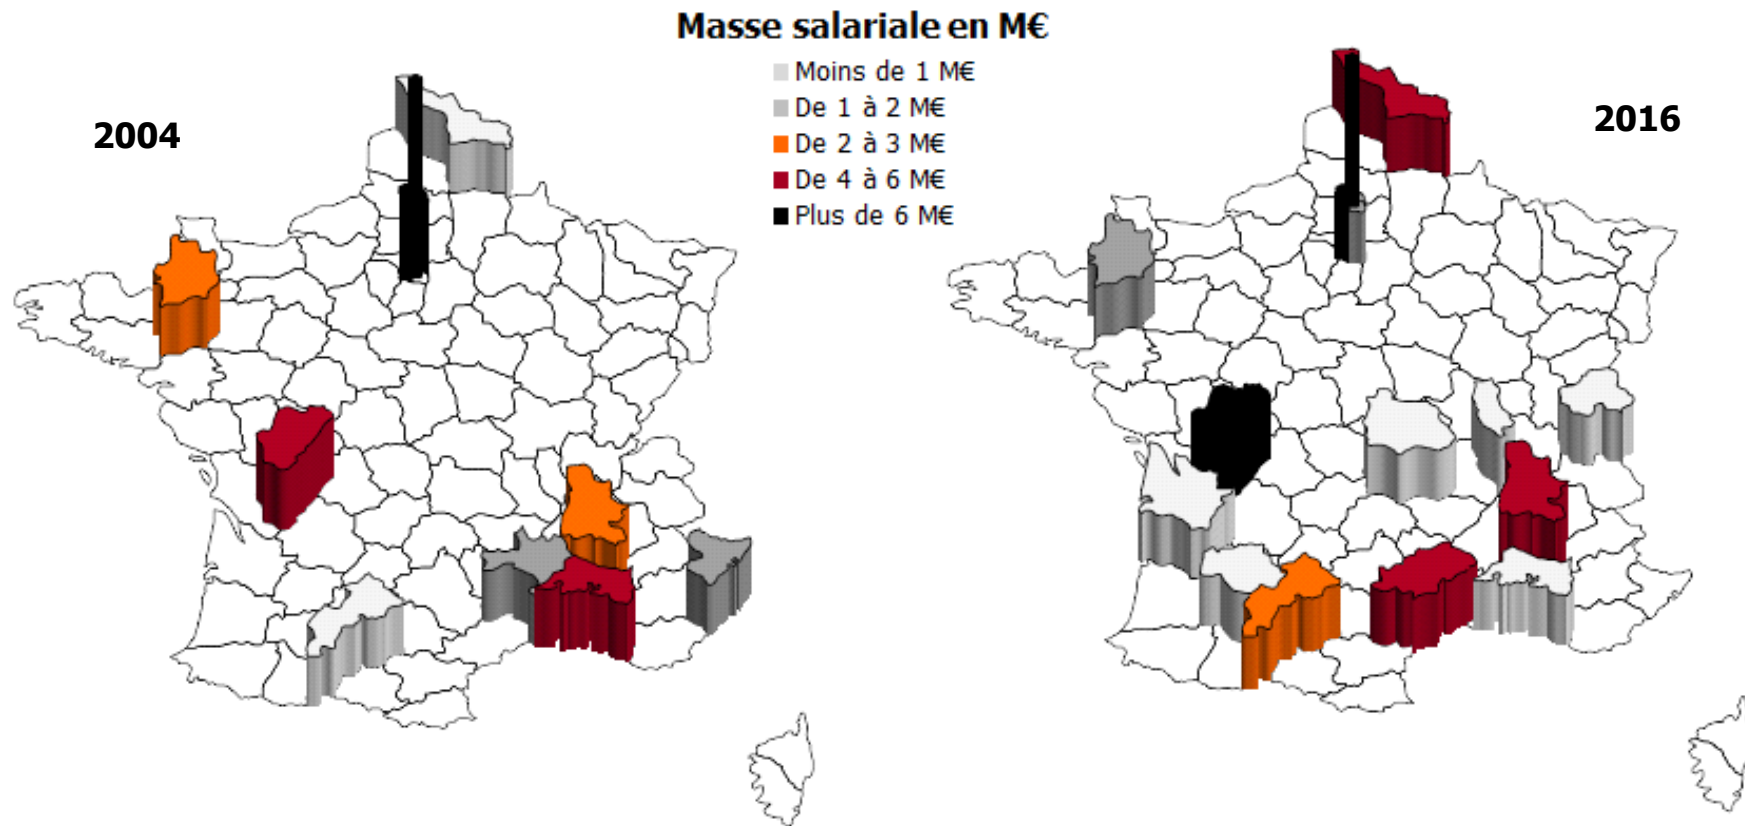 Masse salariale en M€
Moins de 1 M€
De 1 à 2 M€
De 2 à 3 M€
De 4 à 6 M€
Plus de 6 M€
2004
2016